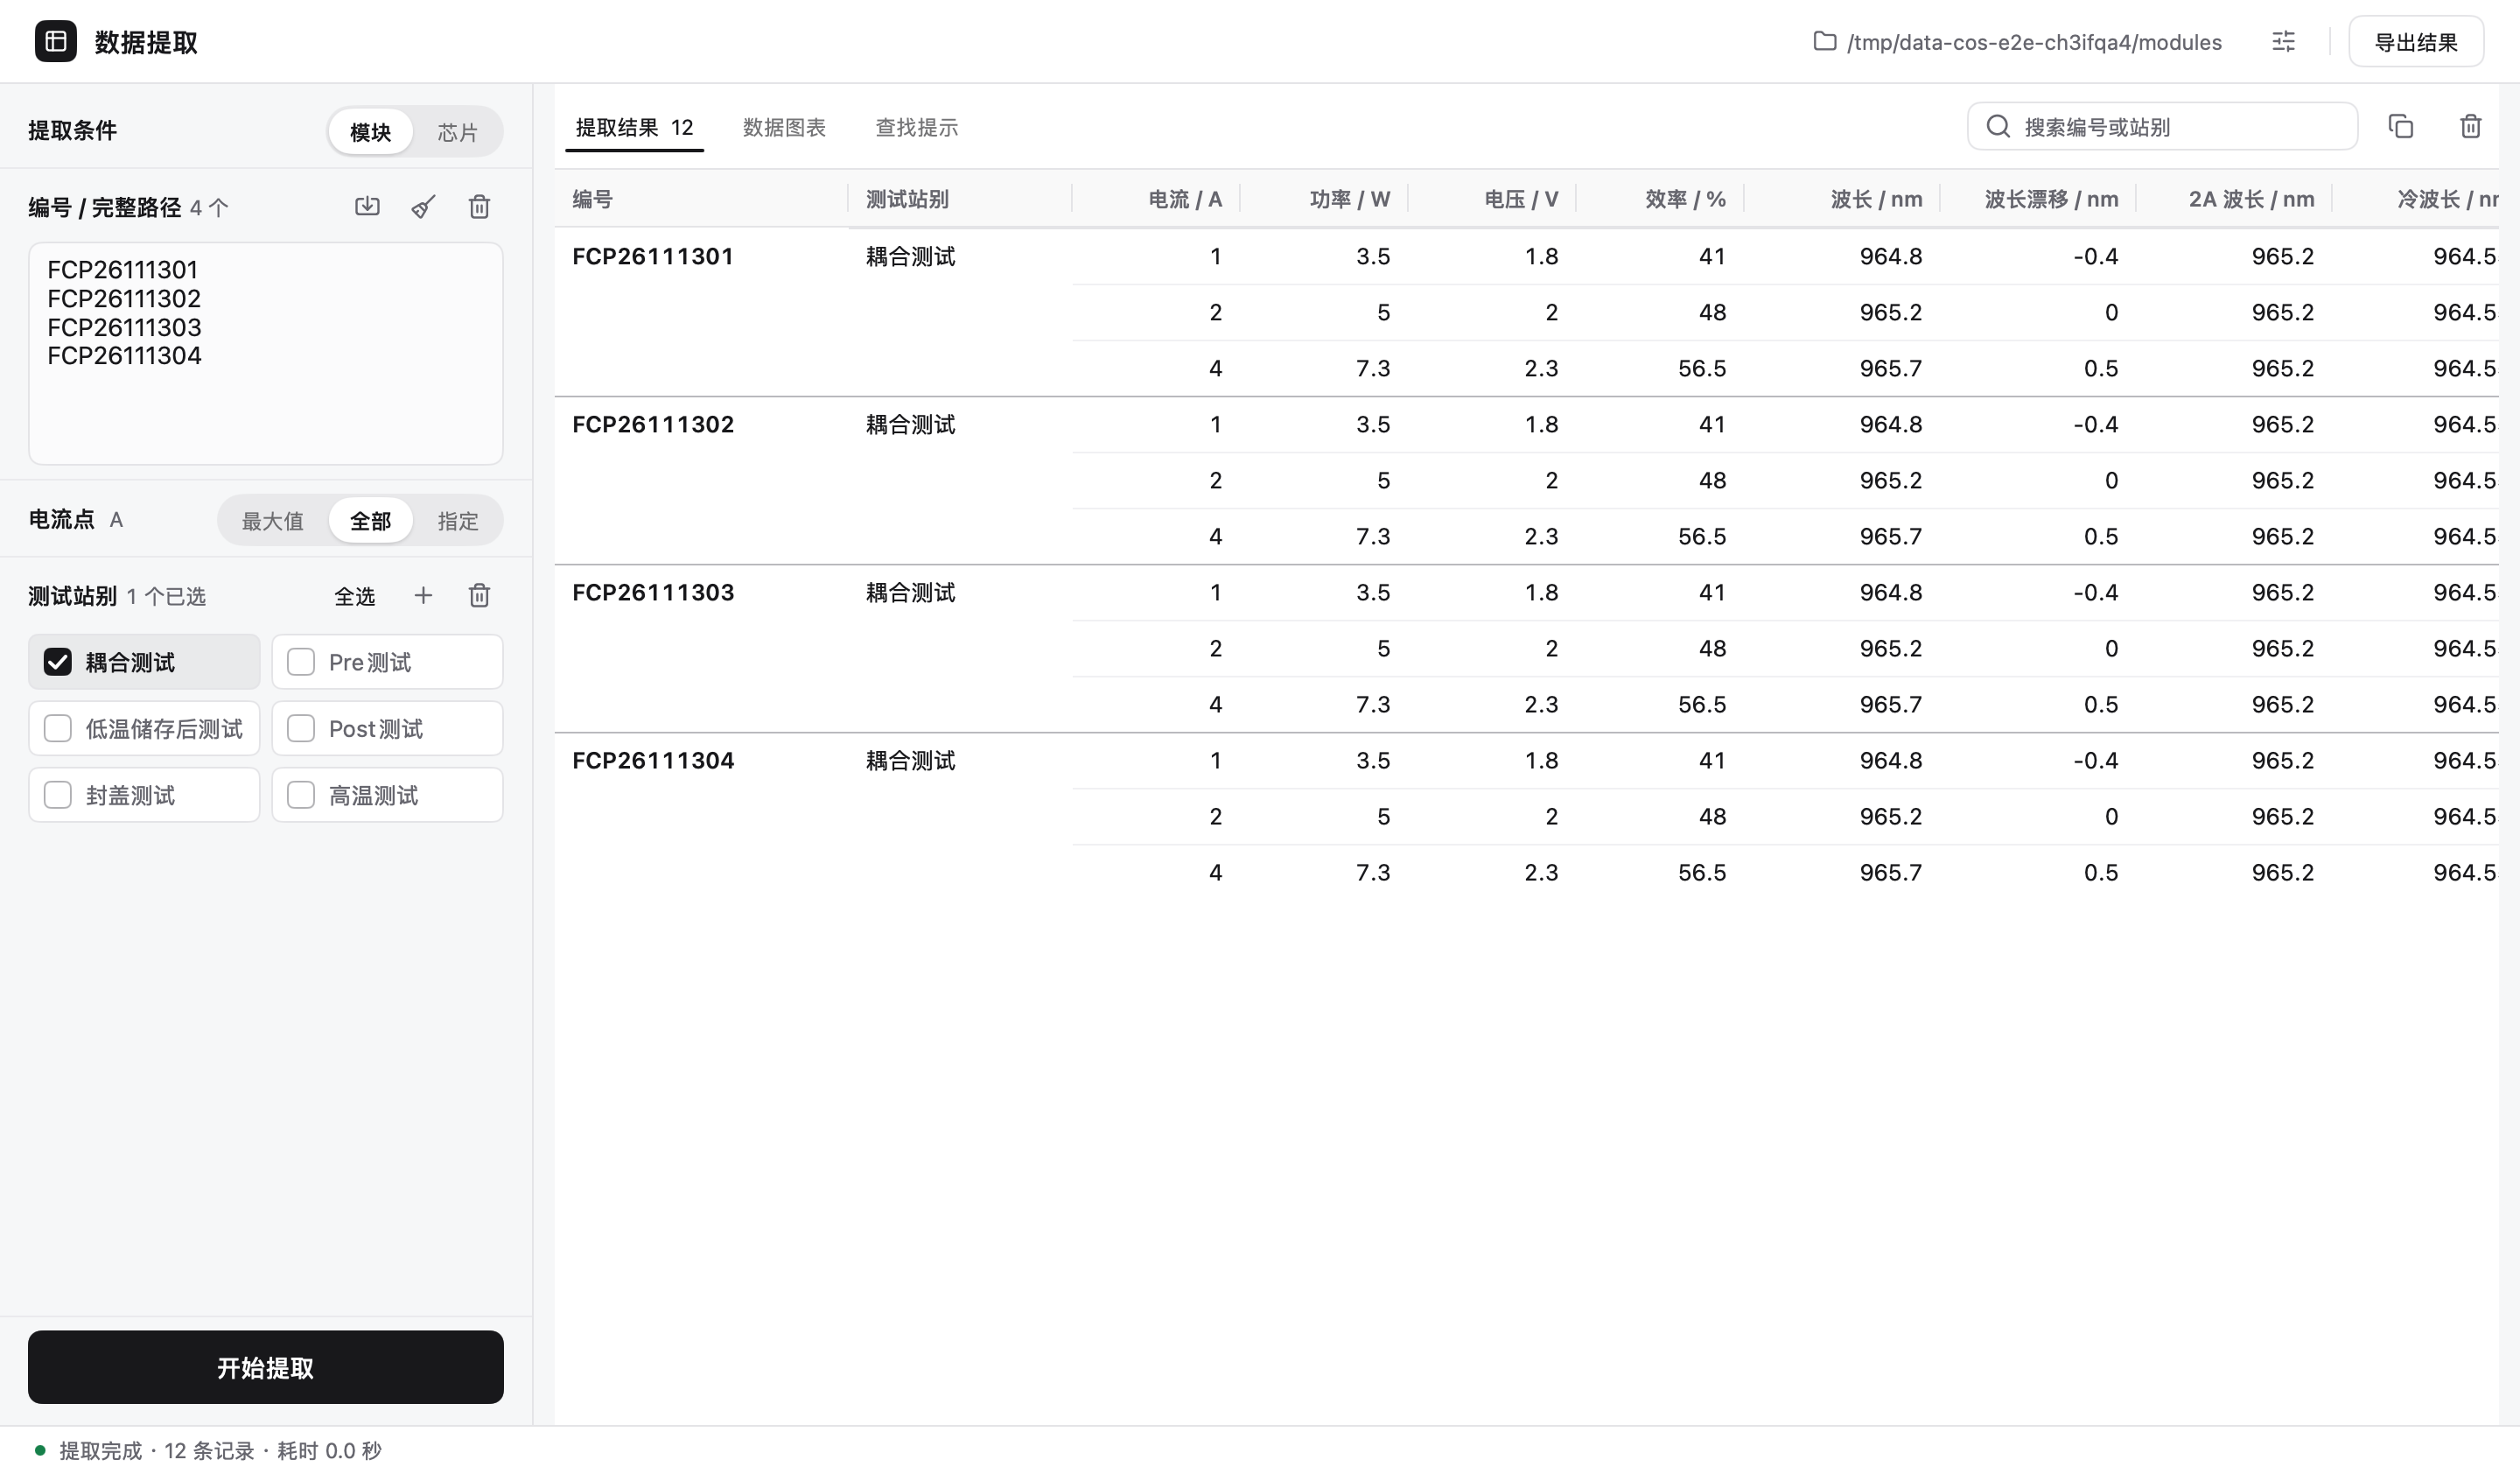 数据提取
/tmp/data-cos-e2e-ch3ifqa4/modules
导出结果
提取条件
模块 芯片
编号 / 完整路径 4 个
FCP26111301
FCP26111302
FCP26111303
FCP26111304
电流点 A
最大值 全部 指定
测试站别 1 个已选 全选
耦合测试 Pre测试
低温储存后测试 Post测试
封盖测试 高温测试
开始提取
提取结果 12 数据图表 查找提示
搜索编号或站别
编号 测试站别 电流 / A 功率 / W 电压 / V 效率 / % 波长 / nm 波长漂移 / nm 2A 波长 / nm 冷波长 /
FCP26111301 耦合测试 1 3.5 1.8 41 964.8 -0.4 965.2 964.5
2 5 2 48 965.2 0 965.2 964.5
4 7.3 2.3 56.5 965.7 0.5 965.2 964.5
FCP26111302 耦合测试 1 3.5 1.8 41 964.8 -0.4 965.2 964.5
2 5 2 48 965.2 0 965.2 964.5
4 7.3 2.3 56.5 965.7 0.5 965.2 964.5
FCP26111303 耦合测试 1 3.5 1.8 41 964.8 -0.4 965.2 964.5
2 5 2 48 965.2 0 965.2 964.5
4 7.3 2.3 56.5 965.7 0.5 965.2 964.5
FCP26111304 耦合测试 1 3.5 1.8 41 964.8 -0.4 965.2 964.5
2 5 2 48 965.2 0 965.2 964.5
4 7.3 2.3 56.5 965.7 0.5 965.2 964.5
提取完成 · 12 条记录 · 耗时 0.0 秒